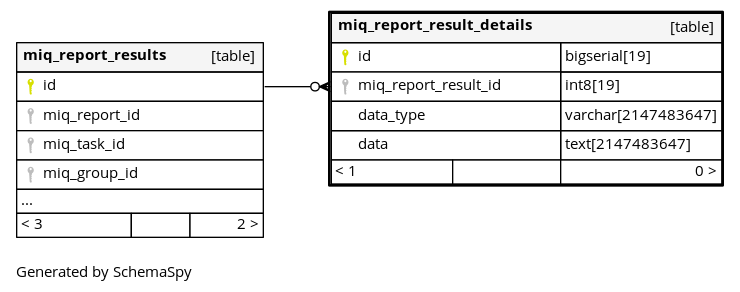 miq_report_results [table]
id
miq_report_id
miq_task_id
miq_group_id
...
< 3 2 >
miq_report_result_details [table]
id bigserial[19]
miq_report_result_id int8[19]
data_type varchar[2147483647]
data text[2147483647]
< 1 0 >
Generated by SchemaSpy